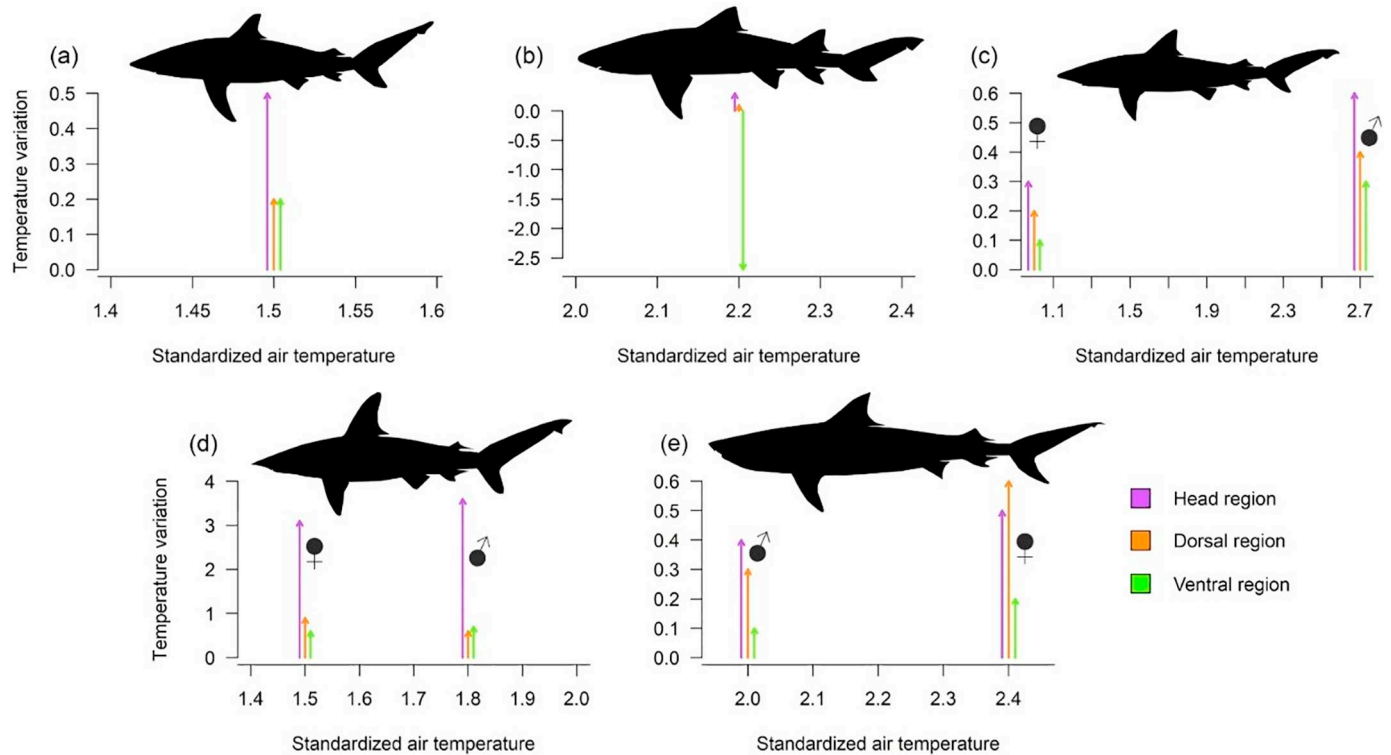 (a)
Temperature variation
0.5
0.4
0.3
0.2
0.1
0.0
1.4 1.45 1.5 1.55 1.6
Standardized air temperature
(b)
0.0
-0.5
-1.0
-1.5
-2.0
-2.5
2.0 2.1 2.2 2.3 2.4
Standardized air temperature
(c)
0.6
0.5
0.4
0.3
0.2
0.1
0.0
♀ ♂
1.1 1.5 1.9 2.3 2.7
Standardized air temperature
(d)
Temperature variation
4
3
2
1
0
♀ ♂
1.4 1.5 1.6 1.7 1.8 1.9 2.0
Standardized air temperature
(e)
0.6
0.5
0.4
0.3
0.2
0.1
0.0
♂ ♀
2.0 2.1 2.2 2.3 2.4
Standardized air temperature
Head region
Dorsal region
Ventral region